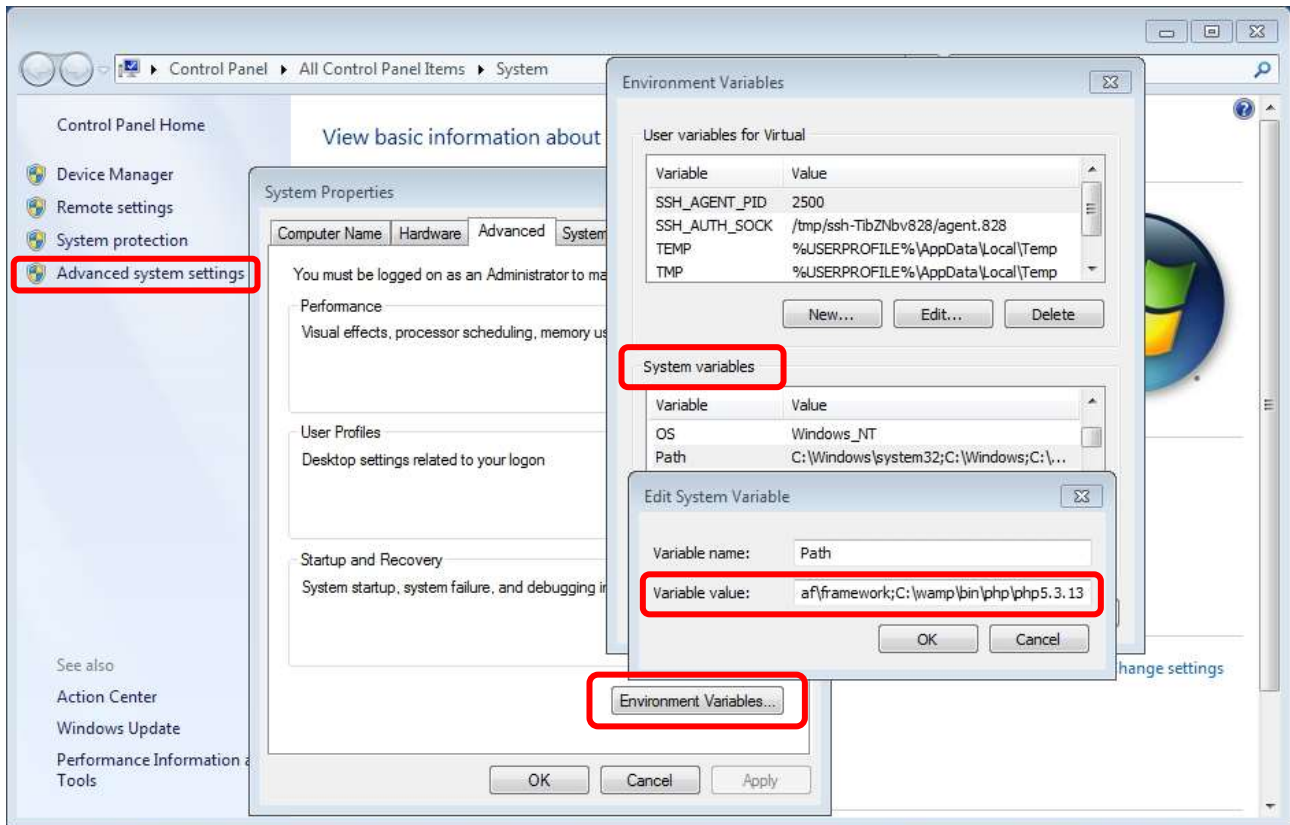 Control Panel ▸ All Control Panel Items ▸ System
Control Panel Home
Device Manager
Remote settings
System protection
Advanced system settings
See also
Action Center
Windows Update
Performance Information
Tools
View basic information about
Change settings
System Properties
Computer Name Hardware Advanced System
You must be logged on as an Administrator to
Performance
Visual effects, processor scheduling, memory
User Profiles
Desktop settings related to your logon
Startup and Recovery
System startup, system failure, and debugging
Environment Variables...
OK Cancel Apply
Environment Variables
User variables for Virtual
Variable Value
SSH_AGENT_PID 2500
SSH_AUTH_SOCK /tmp/ssh-TibZNbv828/agent.828
TEMP %USERPROFILE%\AppData\Local\Temp
TMP %USERPROFILE%\AppData\Local\Temp
New... Edit... Delete
System variables
Variable Value
OS Windows_NT
Path C:\Windows\system32;C:\Windows;C:\...
Edit System Variable
Variable name: Path
Variable value: af\framework;C:\wamp\bin\php\php5.3.13
OK Cancel